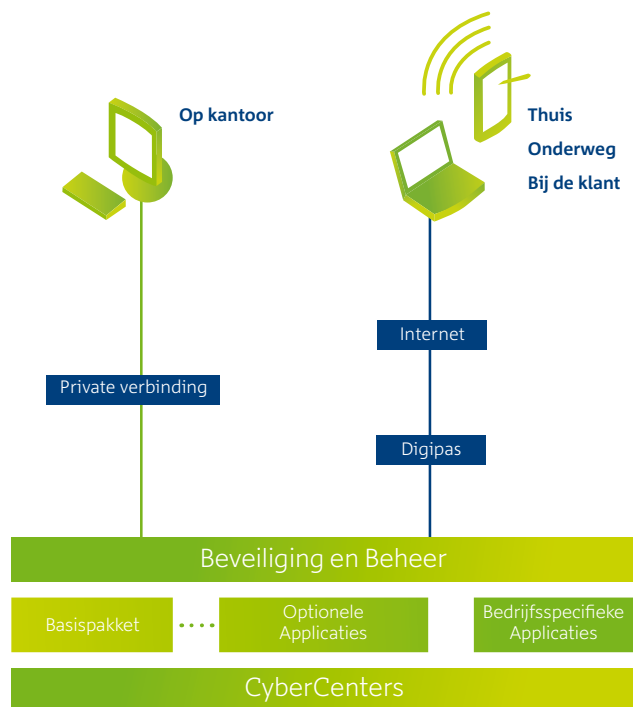 Op kantoor
Thuis
Onderweg
Bij de klant
Internet
Private verbinding
Digipas
Beveiliging en Beheer
Basispakket
Optionele
Applicaties
Bedrijfsspecifieke
Applicaties
CyberCenters